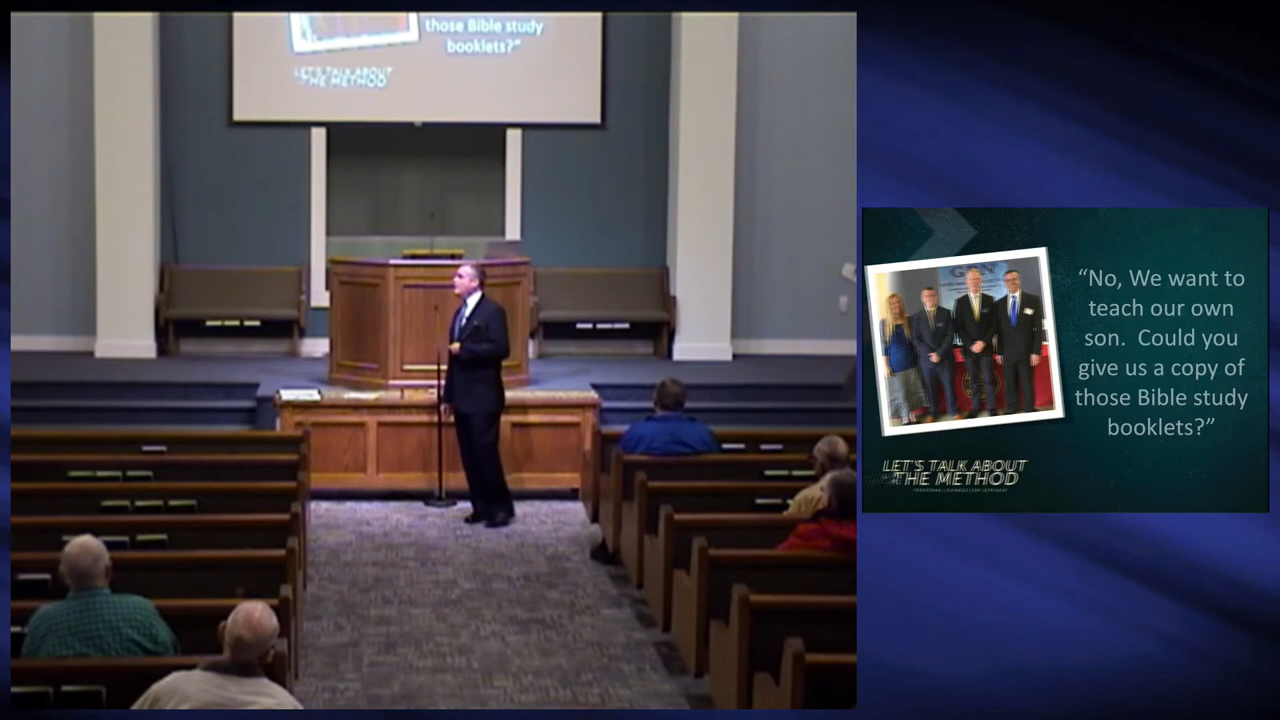 those Bible study
booklets?”
LET'S TALK ABOUT
THE METHOD
GBN
“No, We want to
teach our own
son. Could you
give us a copy of
those Bible study
booklets?”
LET'S TALK ABOUT
THE METHOD